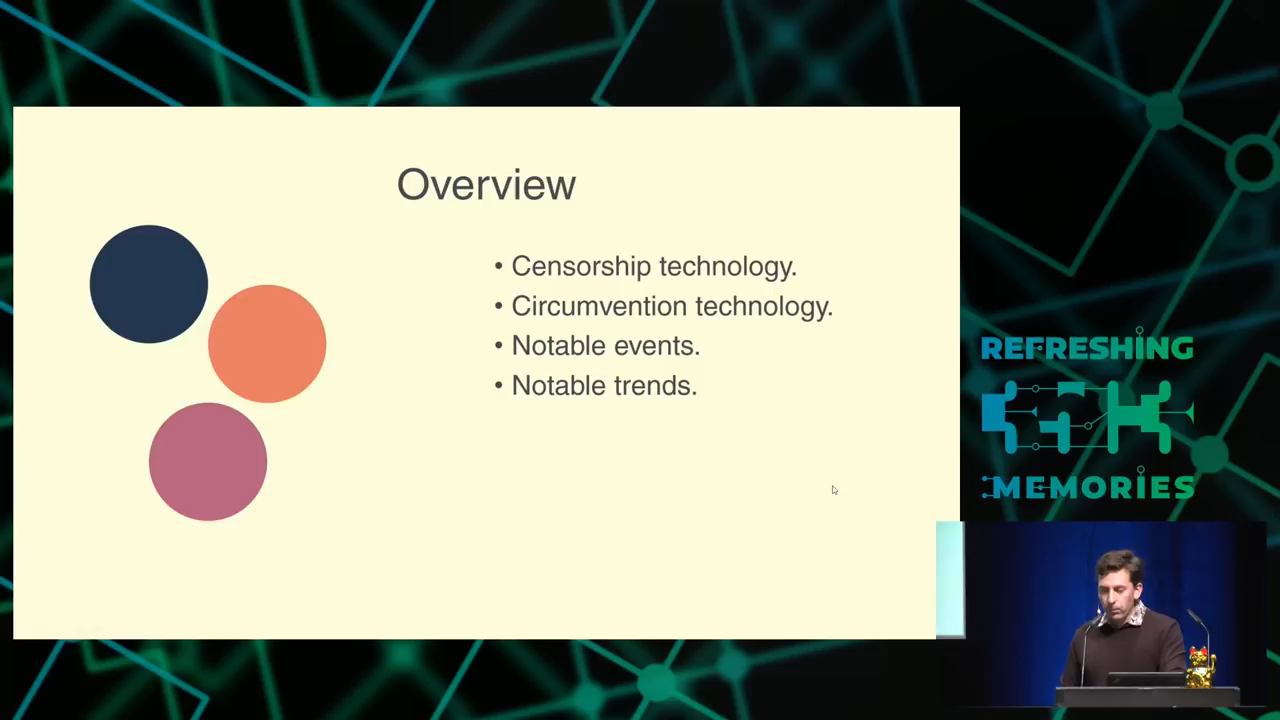 Overview
• Censorship technology.
• Circumvention technology.
• Notable events.
• Notable trends.
REFRESHING
MEMORIES